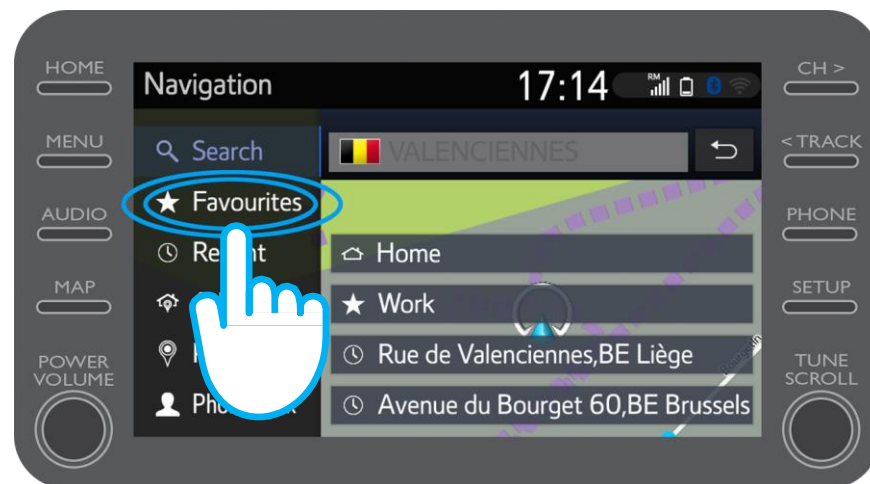 HOME
MENU
AUDIO
MAP
POWER
VOLUME
Navigation
17:14
RM
Search
Favourites
VALENCIENNES
Home
Work
Rue de Valenciennes,BE Liège
Avenue du Bourget 60,BE Brussels
CH >
< TRACK
PHONE
SETUP
TUNE
SCROLL